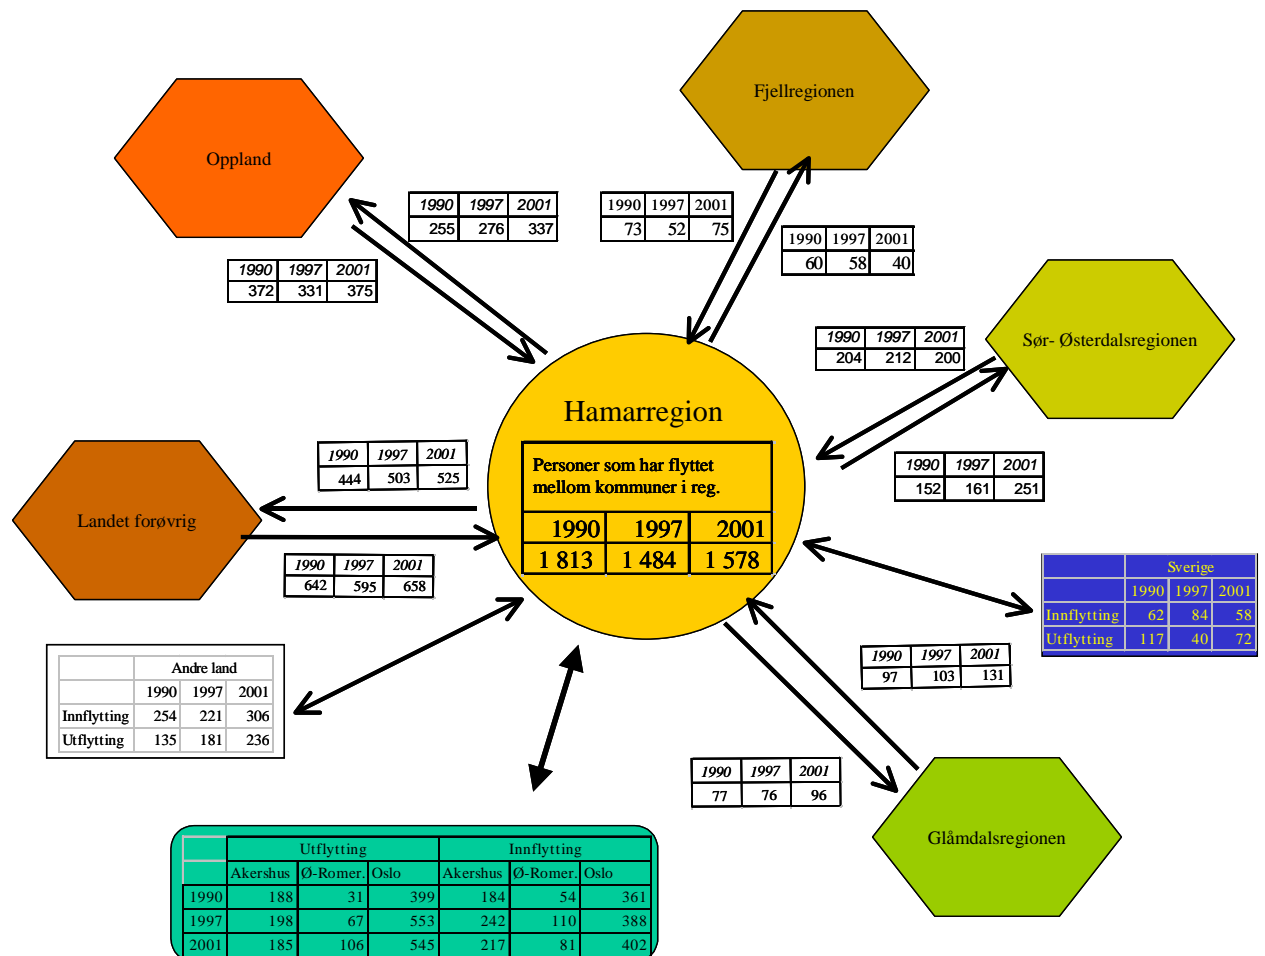 Fjellregionen
Oppland
1990 1997 2001
255 276 337
1990 1997 2001
73 52 75
1990 1997 2001
60 58 40
1990 1997 2001
372 331 375
Sør- Østerdalsregionen
1990 1997 2001
204 212 200
Hamarregion
Personer som har flyttet
mellom kommuner i reg.
1990 1997 2001
1 813 1 484 1 578
1990 1997 2001
444 503 525
1990 1997 2001
152 161 251
Landet forøvrig
1990 1997 2001
642 595 658
Sverige
1990 1997 2001
Innflytting 62 84 58
Utflytting 117 40 72
Andre land
1990 1997 2001
Innflytting 254 221 306
Utflytting 135 181 236
1990 1997 2001
97 103 131
1990 1997 2001
77 76 96
Glåmdalsregionen
Utflytting Innflytting
Akershus Ø-Romer. Oslo Akershus Ø-Romer. Oslo
1990 188 31 399 184 54 361
1997 198 67 553 242 110 388
2001 185 106 545 217 81 402